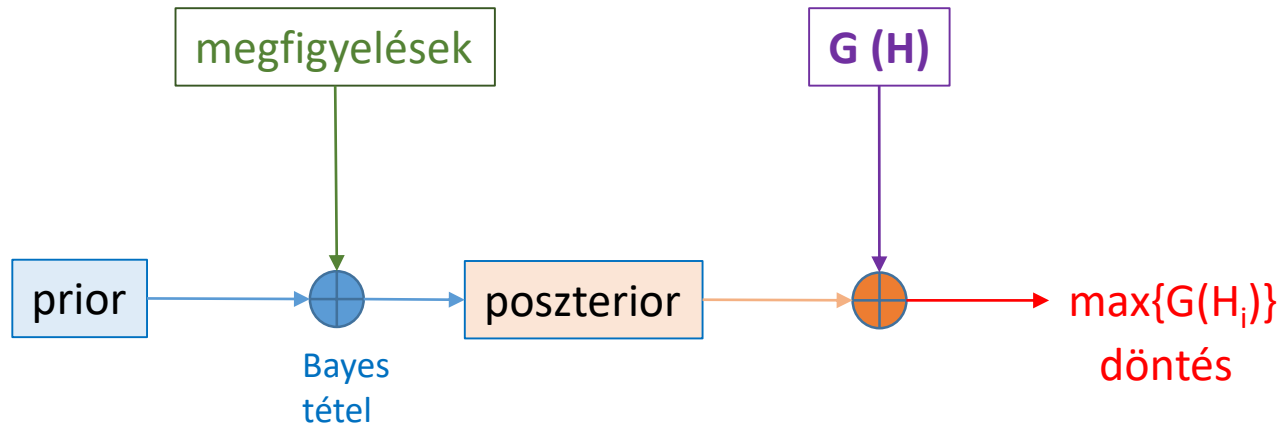 megfigyelések
G (H)
prior
poszterior
max{G(Hᵢ)}
döntés
Bayes
tétel